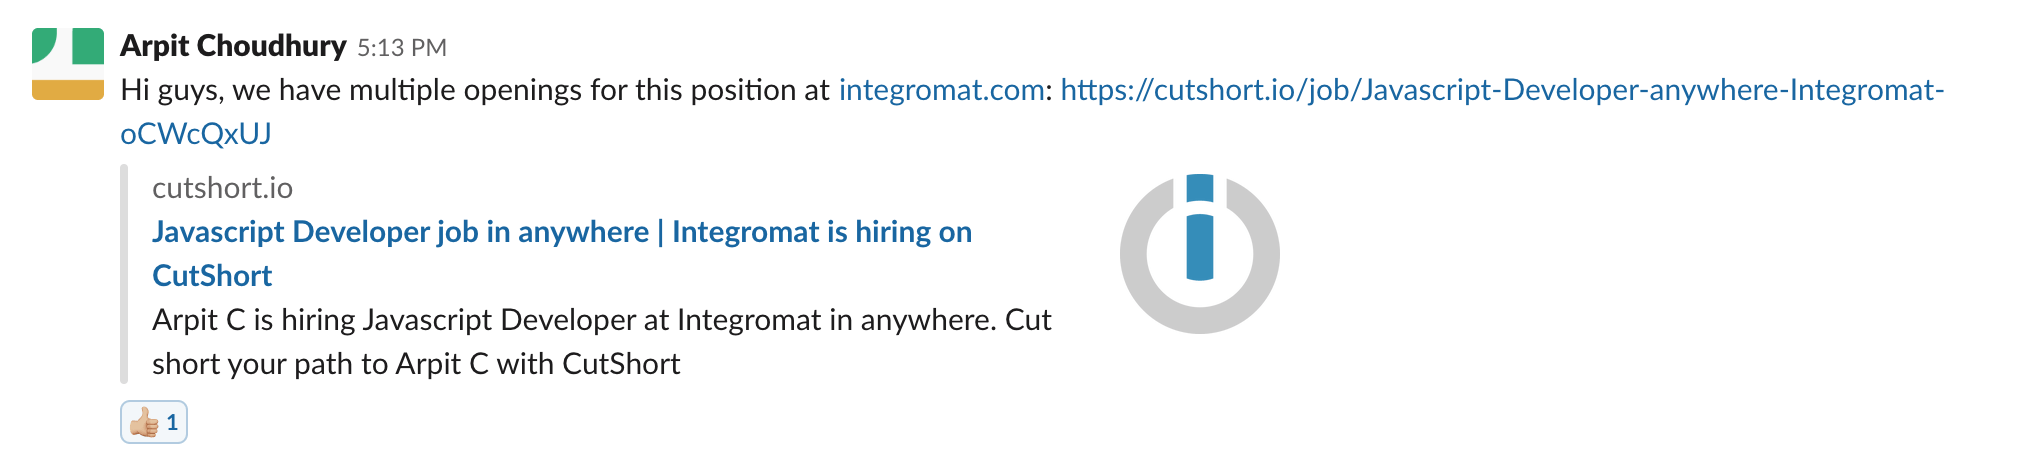 Arpit Choudhury 5:13 PM
Hi guys, we have multiple openings for this position at integromat.com: https://cutshort.io/job/Javascript-Developer-anywhere-Integromat-
oCWcQxUJ
cutshort.io
Javascript Developer job in anywhere | Integromat is hiring on
CutShort
Arpit C is hiring Javascript Developer at Integromat in anywhere. Cut
short your path to Arpit C with CutShort
1